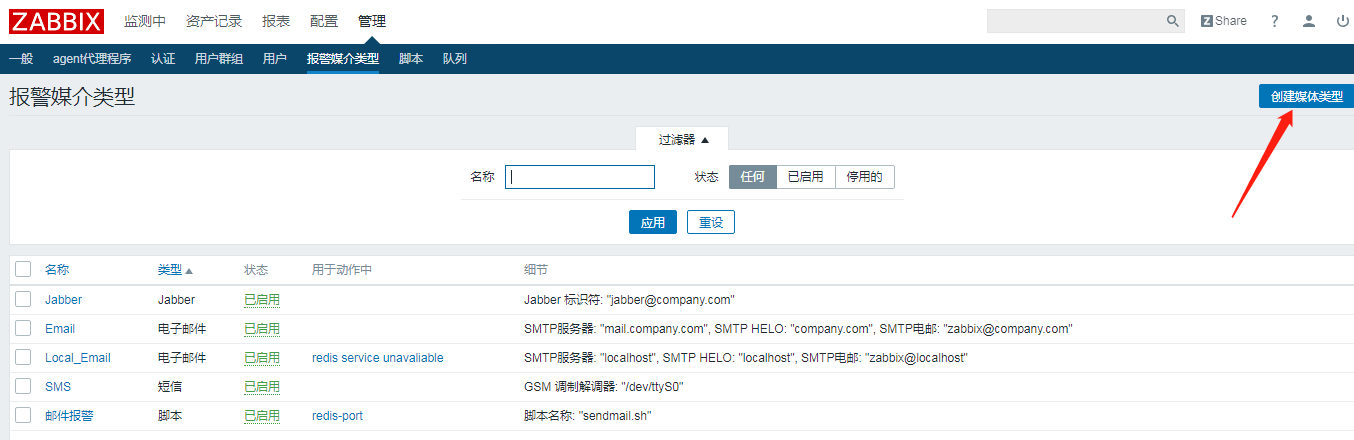 ZABBIX 监测中 资产记录 报表 配置 管理 Z Share ?
一般 agent代理程序 认证 用户群组 用户 报警媒介类型 脚本 队列
报警媒介类型 创建媒体类型
过滤器
名称 状态 任何 已启用 停用的
应用 重设
名称 类型 状态 用于动作中 细节
Jabber Jabber 已启用 Jabber 标识符: "jabber@company.com"
Email 电子邮件 已启用 SMTP服务器: "mail.company.com", SMTP HELO: "company.com", SMTP电邮: "zabbix@company.com"
Local_Email 电子邮件 已启用 redis service unavaliable SMTP服务器: "localhost", SMTP HELO: "localhost", SMTP电邮: "zabbix@localhost"
SMS 短信 已启用 GSM 调制解调器: "/dev/ttyS0"
邮件报警 脚本 已启用 redis-port 脚本名称: "sendmail.sh"